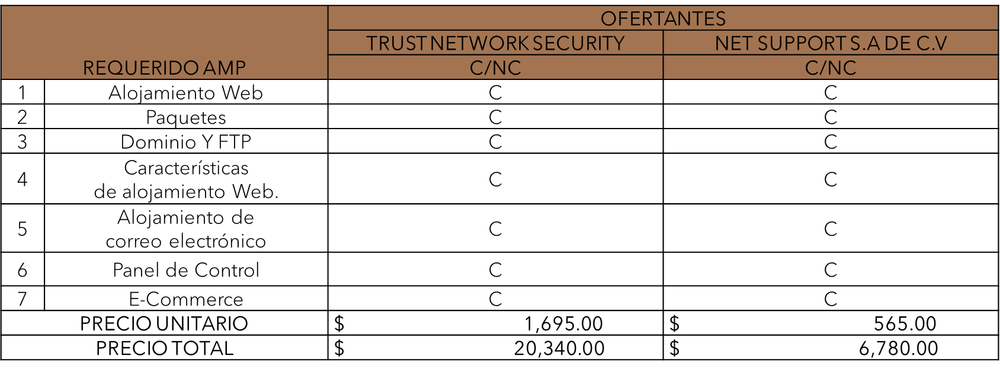 OFERTANTES
TRUST NETWORK SECURITY NET SUPPORT S.A DE C.V
REQUERIDO AMP C/NC C/NC
1 Alojamiento Web C C
2 Paquetes C C
3 Dominio Y FTP C C
4 Características
de alojamiento Web. C C
5 Alojamiento de
correo electrónico C C
6 Panel de Control C C
7 E-Commerce C C
PRECIO UNITARIO $ 1,695.00 $ 565.00
PRECIO TOTAL $ 20,340.00 $ 6,780.00